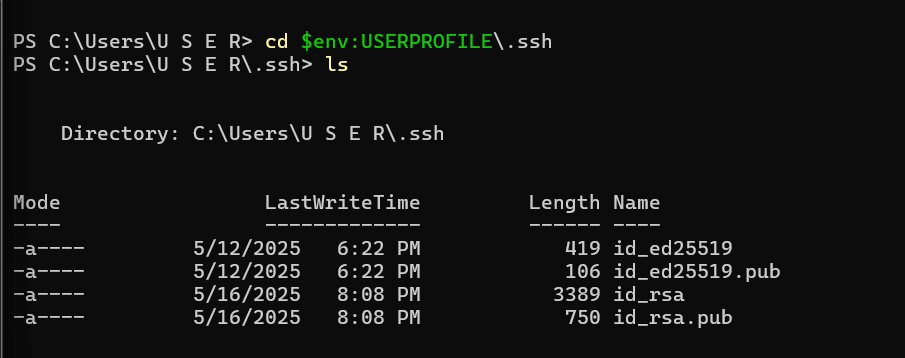 PS C:\Users\U S E R> cd $env:USERPROFILE\.ssh
PS C:\Users\U S E R\.ssh> ls
Directory: C:\Users\U S E R\.ssh
Mode LastWriteTime Length Name
---- ------------- ------ ----
-a---- 5/12/2025 6:22 PM 419 id_ed25519
-a---- 5/12/2025 6:22 PM 106 id_ed25519.pub
-a---- 5/16/2025 8:08 PM 3389 id_rsa
-a---- 5/16/2025 8:08 PM 750 id_rsa.pub